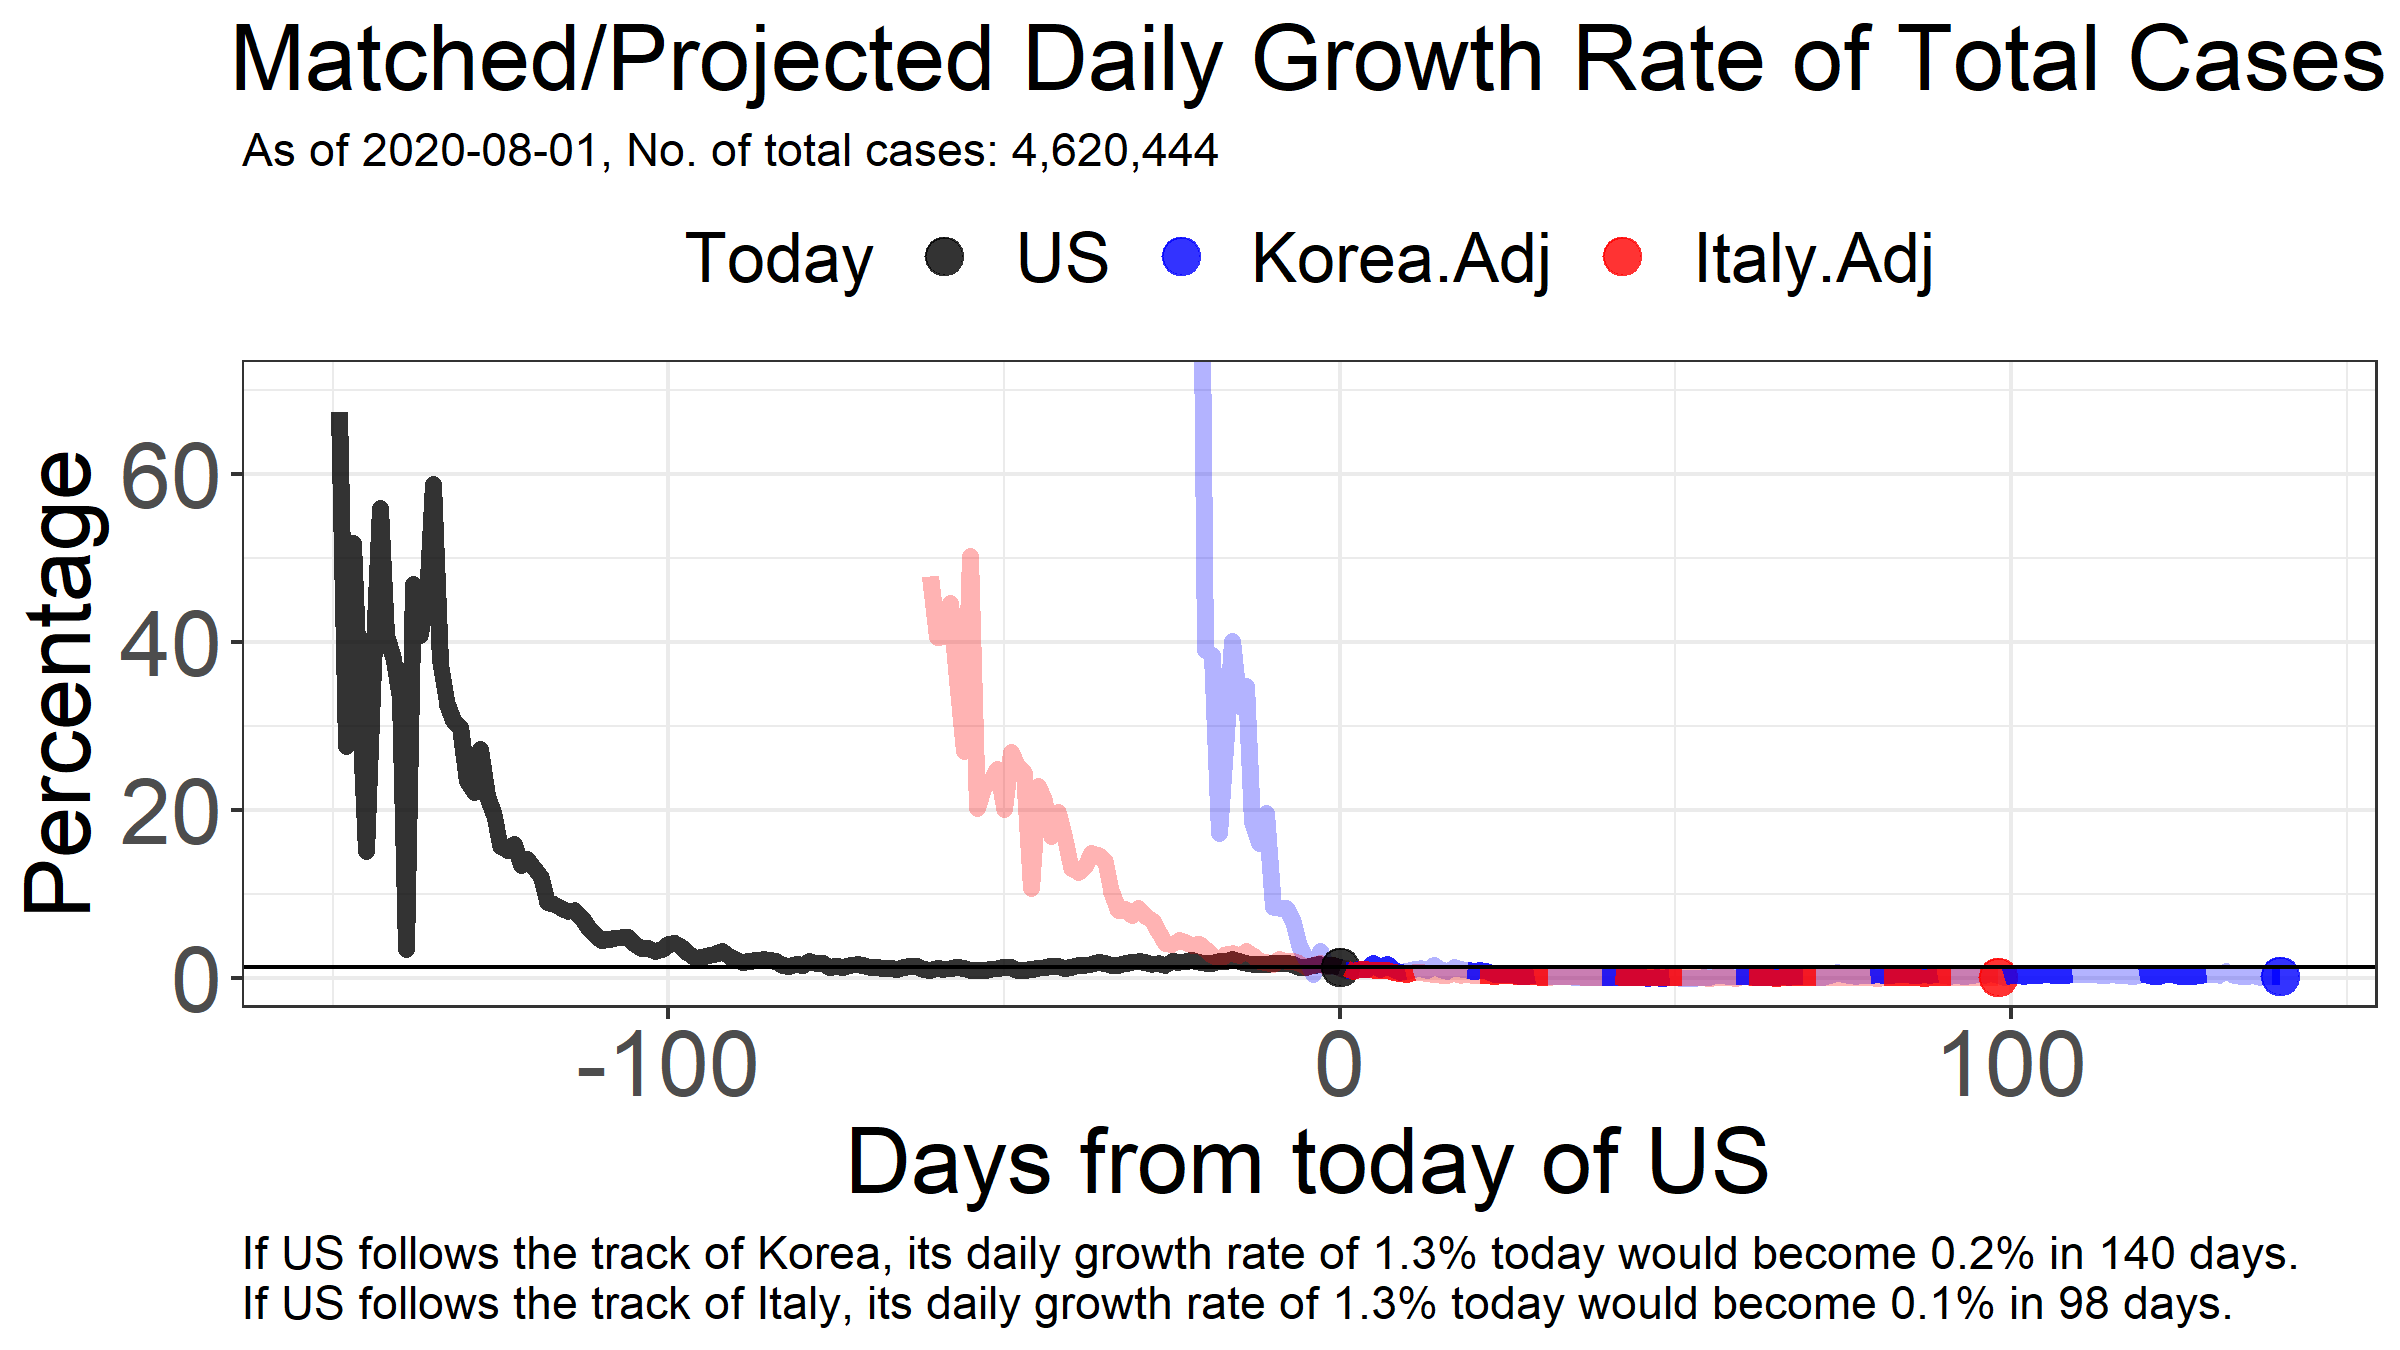 Matched/Projected Daily Growth Rate of Total Cases
As of 2020-08-01, No. of total cases: 4,620,444
Today US Korea.Adj Italy.Adj
Percentage
60
40
20
0
-100 0 100
Days from today of US
If US follows the track of Korea, its daily growth rate of 1.3% today would become 0.2% in 140 days.
If US follows the track of Italy, its daily growth rate of 1.3% today would become 0.1% in 98 days.